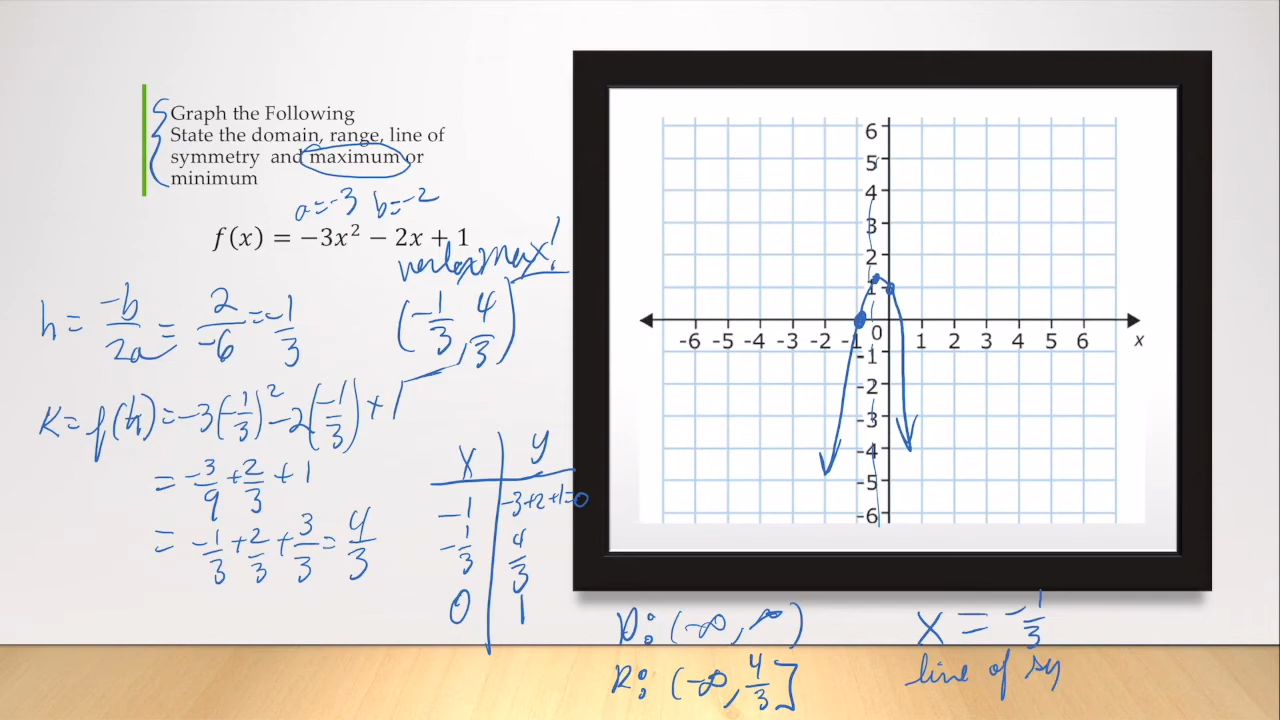 Graph the Following
State the domain, range, line of
symmetry and maximum or
minimum
a=-3 b=-2
f(x) = −3x² − 2x + 1
vertex max!
(-1/3, 4/3)
h = -b/2a = 2/-6 = -1/3
K = f(h) = -3(-1/3)² - 2(-1/3) + 1
= -3/9 + 2/3 + 1
= -1/3 + 2/3 + 3/3 = 4/3
x y
-1 -3+2+1=0
-1/3 4/3
0 1
6
5
4
3
2
1
-6 -5 -4 -3 -2 -1 0 1 2 3 4 5 6 x
-1
-2
-3
-4
-5
-6
D: (-∞, ∞)
R: (-∞, 4/3]
x = -1/3
line of sy